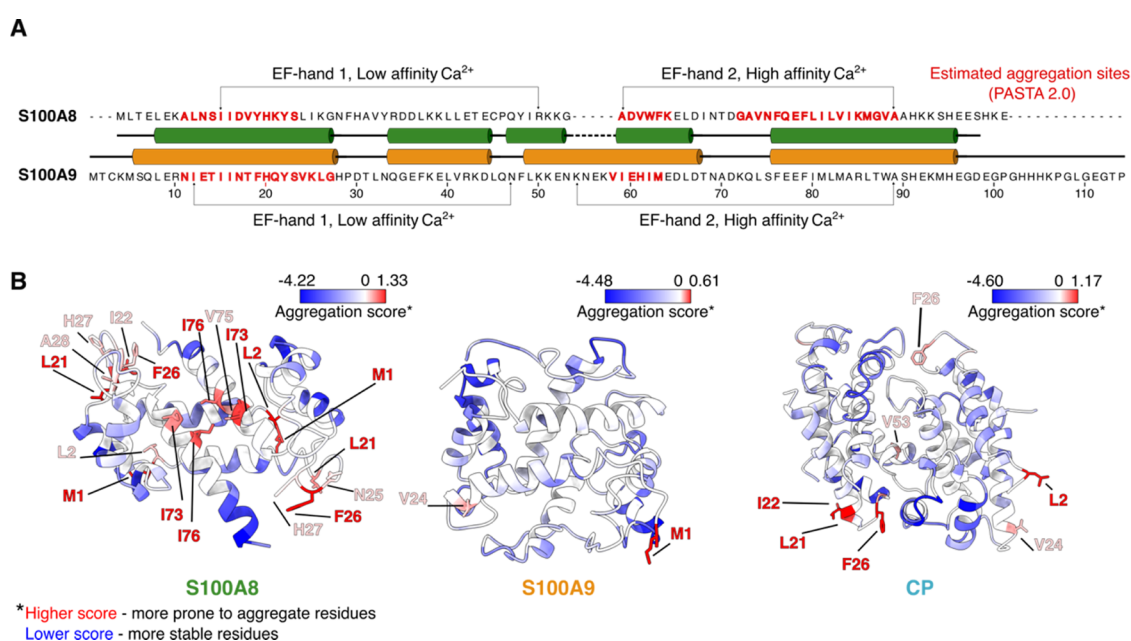 A
EF-hand 1, Low affinity Ca2+
EF-hand 2, High affinity Ca2+
Estimated aggregation sites
(PASTA 2.0)
S100A8
- - - MLTELEKALNSIIDVYHKYSLIKGNFHAVYRDDLKKLLETECPQYIRKKG - - - - - ADVWFKELDINTDGAVNFQEFLILVIKMGVAAHKKSHEESHKE - - - - - - - - - - - - -
S100A9
MTCKMSQLERNIETIINTFHQYSVKLGHPDTLNQGEFKELVRKDLQNFLKKENKNEKVIEHIMEDLDTNADKQLSFEEFIMLMARLTWASHEKMHEGDEGPGHHHKPGLGEGTP
10 20 30 40 50 60 70 80 90 100 110
EF-hand 1, Low affinity Ca2+
EF-hand 2, High affinity Ca2+
B
-4.22 0 1.33
Aggregation score*
H27
I22
A28
L21
F26
I76
V75
I73
L2
M1
L2
M1
I73
I76
L21
N25
F26
H27
S100A8
-4.48 0 0.61
Aggregation score*
V24
M1
S100A9
-4.60 0 1.17
Aggregation score*
F26
V53
I22
L21
F26
L2
V24
CP
*Higher score - more prone to aggregate residues
Lower score - more stable residues